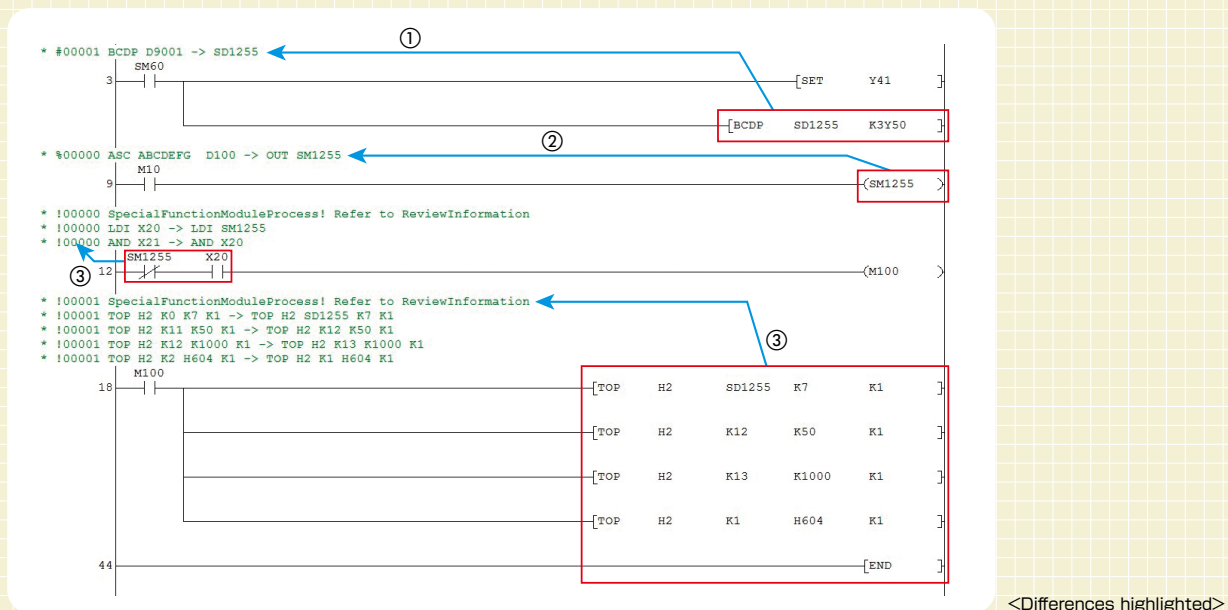 ①
* #00001 BCDP D9001 -> SD1255
SM60
3 SET Y41
BCDP SD1255 K3Y50
②
* %00000 ASC ABCDEFG D100 -> OUT SM1255
M10
9 SM1255
* !00000 SpecialFunctionModuleProcess! Refer to ReviewInformation
* !00000 LDI X20 -> LDI SM1255
* !00000 AND X21 -> AND X20
SM1255 X20
③ 12 M100
* !00001 SpecialFunctionModuleProcess! Refer to ReviewInformation
* !00001 TOP H2 K0 K7 K1 -> TOP H2 SD1255 K7 K1
* !00001 TOP H2 K11 K50 K1 -> TOP H2 K12 K50 K1
* !00001 TOP H2 K12 K1000 K1 -> TOP H2 K13 K1000 K1
* !00001 TOP H2 K2 H604 K1 -> TOP H2 K1 H604 K1
③
M100
18 TOP H2 SD1255 K7 K1
TOP H2 K12 K50 K1
TOP H2 K13 K1000 K1
TOP H2 K1 H604 K1
44 END
<Differences highlighted>